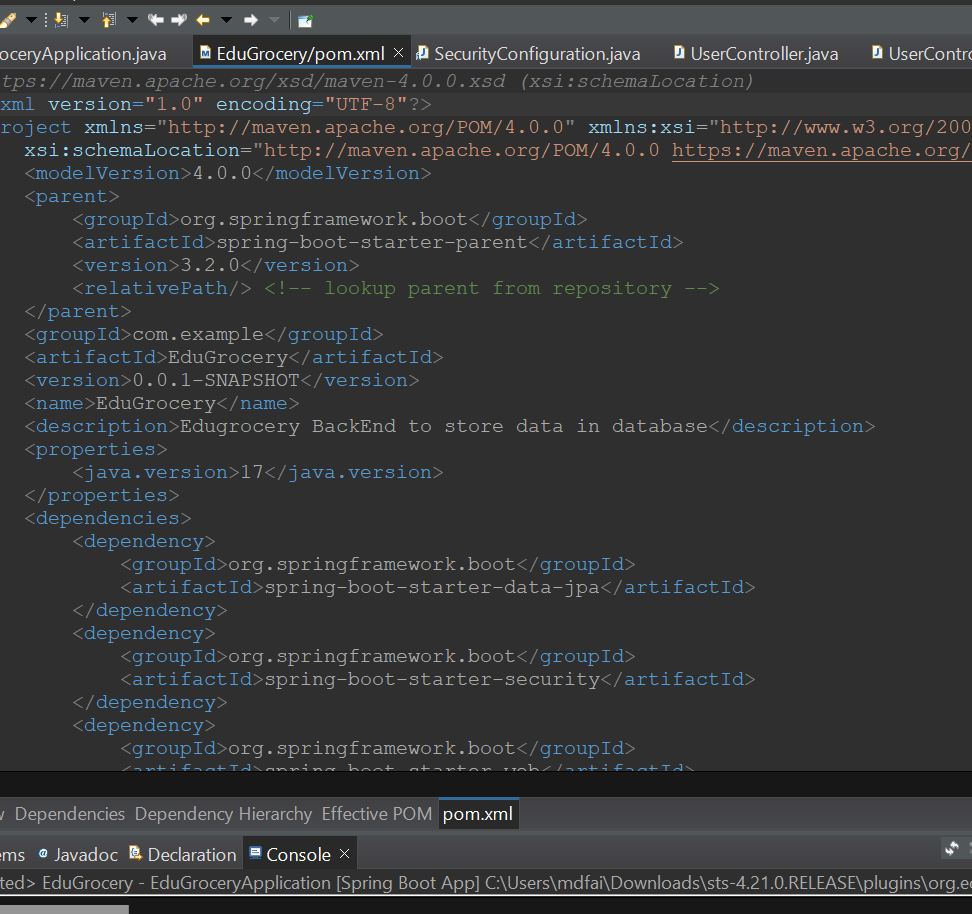 oceryApplication.java EduGrocery/pom.xml SecurityConfiguration.java UserController.java UserContro
tps://maven.apache.org/xsd/maven-4.0.0.xsd (xsi:schemaLocation)
xml version="1.0" encoding="UTF-8"?>
roject xmlns="http://maven.apache.org/POM/4.0.0" xmlns:xsi="http://www.w3.org/200
xsi:schemaLocation="http://maven.apache.org/POM/4.0.0 https://maven.apache.org/
<modelVersion>4.0.0</modelVersion>
<parent>
<groupId>org.springframework.boot</groupId>
<artifactId>spring-boot-starter-parent</artifactId>
<version>3.2.0</version>
<relativePath/> <!-- lookup parent from repository -->
</parent>
<groupId>com.example</groupId>
<artifactId>EduGrocery</artifactId>
<version>0.0.1-SNAPSHOT</version>
<name>EduGrocery</name>
<description>Edugrocery BackEnd to store data in database</description>
<properties>
<java.version>17</java.version>
</properties>
<dependencies>
<dependency>
<groupId>org.springframework.boot</groupId>
<artifactId>spring-boot-starter-data-jpa</artifactId>
</dependency>
<dependency>
<groupId>org.springframework.boot</groupId>
<artifactId>spring-boot-starter-security</artifactId>
</dependency>
<dependency>
<groupId>org.springframework.boot</groupId>
<artifactId>spring-boot-starter-web</artifactId>
Dependencies Dependency Hierarchy Effective POM pom.xml
ems Javadoc Declaration Console
ted> EduGrocery - EduGroceryApplication [Spring Boot App] C:\Users\mdfai\Downloads\sts-4.21.0.RELEASE\plugins\org.ec